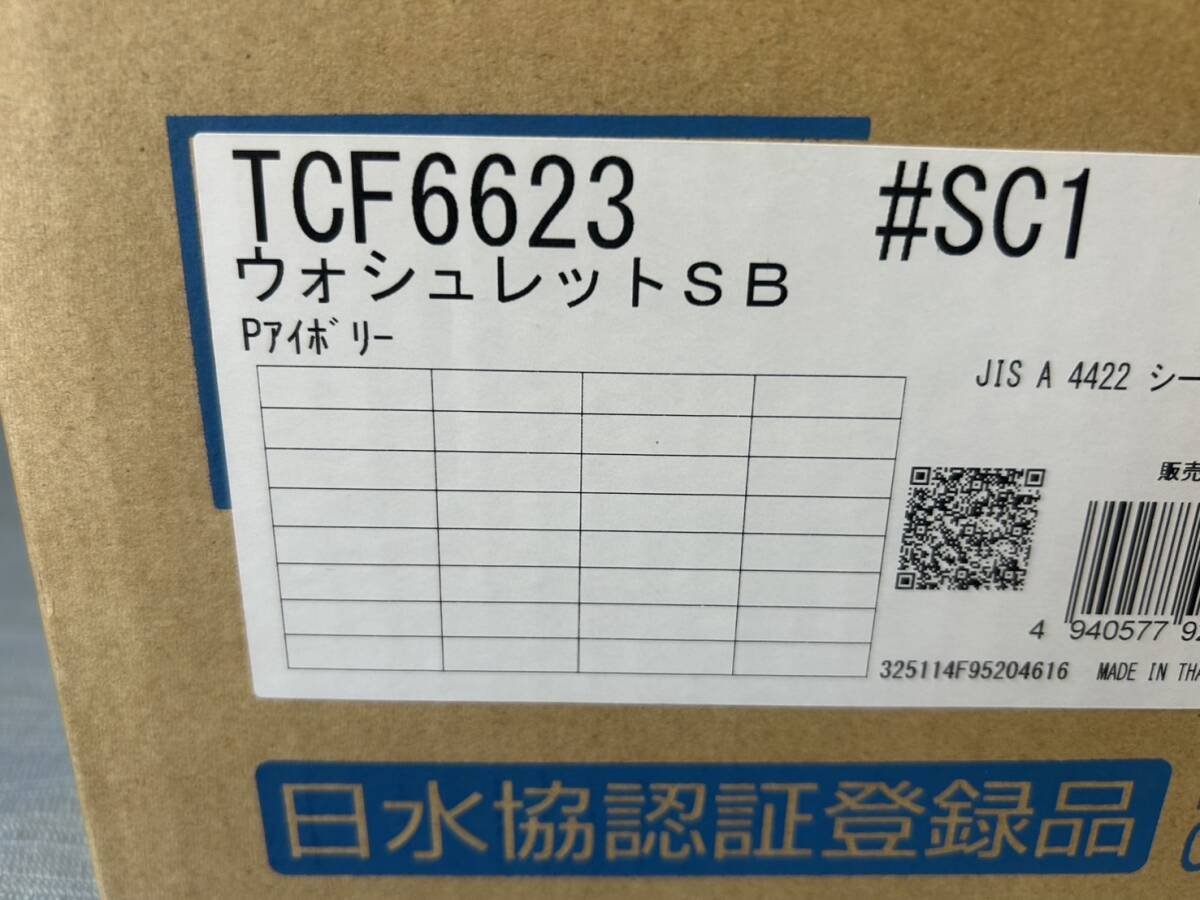 TCF6623 #SC1
ウォシュレットSB
Pｱｲﾎﾞﾘｰ
JIS A 4422 シー
販売
4 940577 92
325114F95204616 MADE IN THA
日水協認証登録品